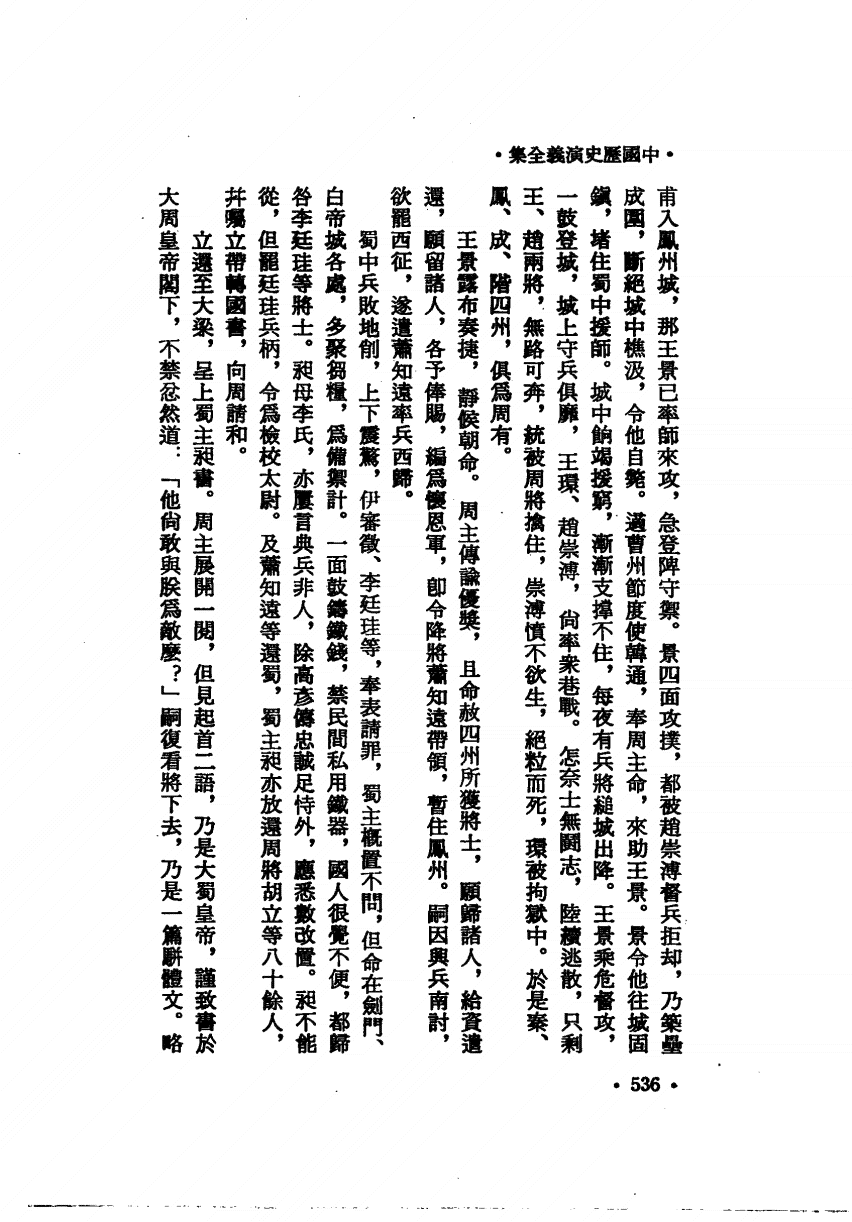 •中國歷史演義全集•
甫入鳳州城，那王景已率師來攻，急登陴守禦。景四面攻撲，都被趙崇溥督兵拒却，乃築壘
成圍，斷絕城中樵汲，令他自斃。適曹州節度使韓通，奉周主命，來助王景。景令他往城固
鎮，堵住蜀中援師。城中餉竭援窮，漸漸支撐不住，每夜有兵將縋城出降。王景乘危督攻，
一鼓登城，城上守兵俱靡，王環、趙崇溥，尙率衆巷戰。怎奈士無鬪志，陸續逃散，只剩
王、趙兩將，無路可奔，統被周將擒住，崇溥憤不欲生，絕粒而死，環被拘獄中。於是秦、
鳳、成、階四州，俱爲周有。
王景露布奏捷，靜候朝命。周主傳諭優獎，且命赦四州所獲將士，願歸諸人，給資遣
還，願留諸人，各予俸賜，編爲懷恩軍，卽令降將蕭知遠帶領，暫住鳳州。嗣因興兵南討，
欲罷西征，遂遣蕭知遠率兵西歸。
蜀中兵敗地削，上下震驚，伊審徵、李廷珪等，奉表請罪，蜀主概置不問，但命在劍門、
白帝城各處，多聚芻糧，爲備禦計。一面鼓鑄鐵錢，禁民間私用鐵器，國人很覺不便，都歸
咎李廷珪等將士。昶母李氏，亦屢言典兵非人，除高彥儔忠誠足恃外，應悉數改置。昶不能
從，但罷廷珪兵柄，令爲檢校太尉。及蕭知遠等還蜀，蜀主昶亦放還周將胡立等八十餘人，
幷囑立帶轉國書，向周請和。
立還至大梁，呈上蜀主昶書。周主展開一閱，但見起首二語，乃是大蜀皇帝，謹致書於
大周皇帝閣下，不禁忿然道：「他尙敢與朕爲敵麼？」嗣復看將下去，乃是一篇駢體文。略
•536•